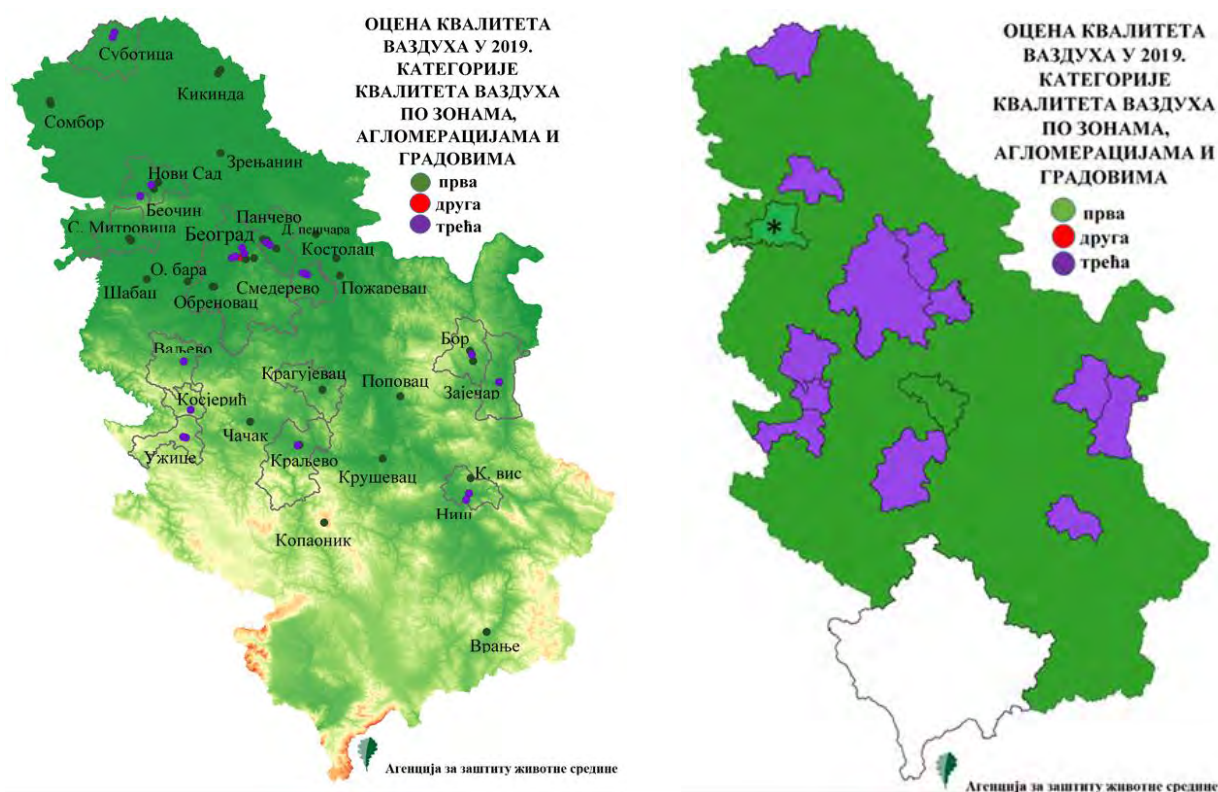 ОЦЕНА КВАЛИТЕТА
ВАЗДУХА У 2019.
КАТЕГОРИЈЕ
КВАЛИТЕТА ВАЗДУХА
ПО ЗОНАМА,
АГЛОМЕРАЦИЈАМА И
ГРАДОВИМА
прва
друга
трећа
Суботица
Кикинда
Сомбор
Зрењанин
Нови Сад
Беочин
С. Митровица
Панчево
Д. пешчара
Београд
Костолац
О. бара
Шабац
Смедерево
Пожаревац
Обреновац
Ваљево
Бор
Крагујевац
Поповац
Зајечар
Косјерић
Чачак
Ужице
Краљево
Крушевац
К. вис
Ниш
Копаоник
Врање
Агенција за заштиту животне средине
ОЦЕНА КВАЛИТЕТА
ВАЗДУХА У 2019.
КАТЕГОРИЈЕ
КВАЛИТЕТА ВАЗДУХА
ПО ЗОНАМА,
АГЛОМЕРАЦИЈАМА И
ГРАДОВИМА
прва
друга
трећа
*
Агенција за заштиту животне средине